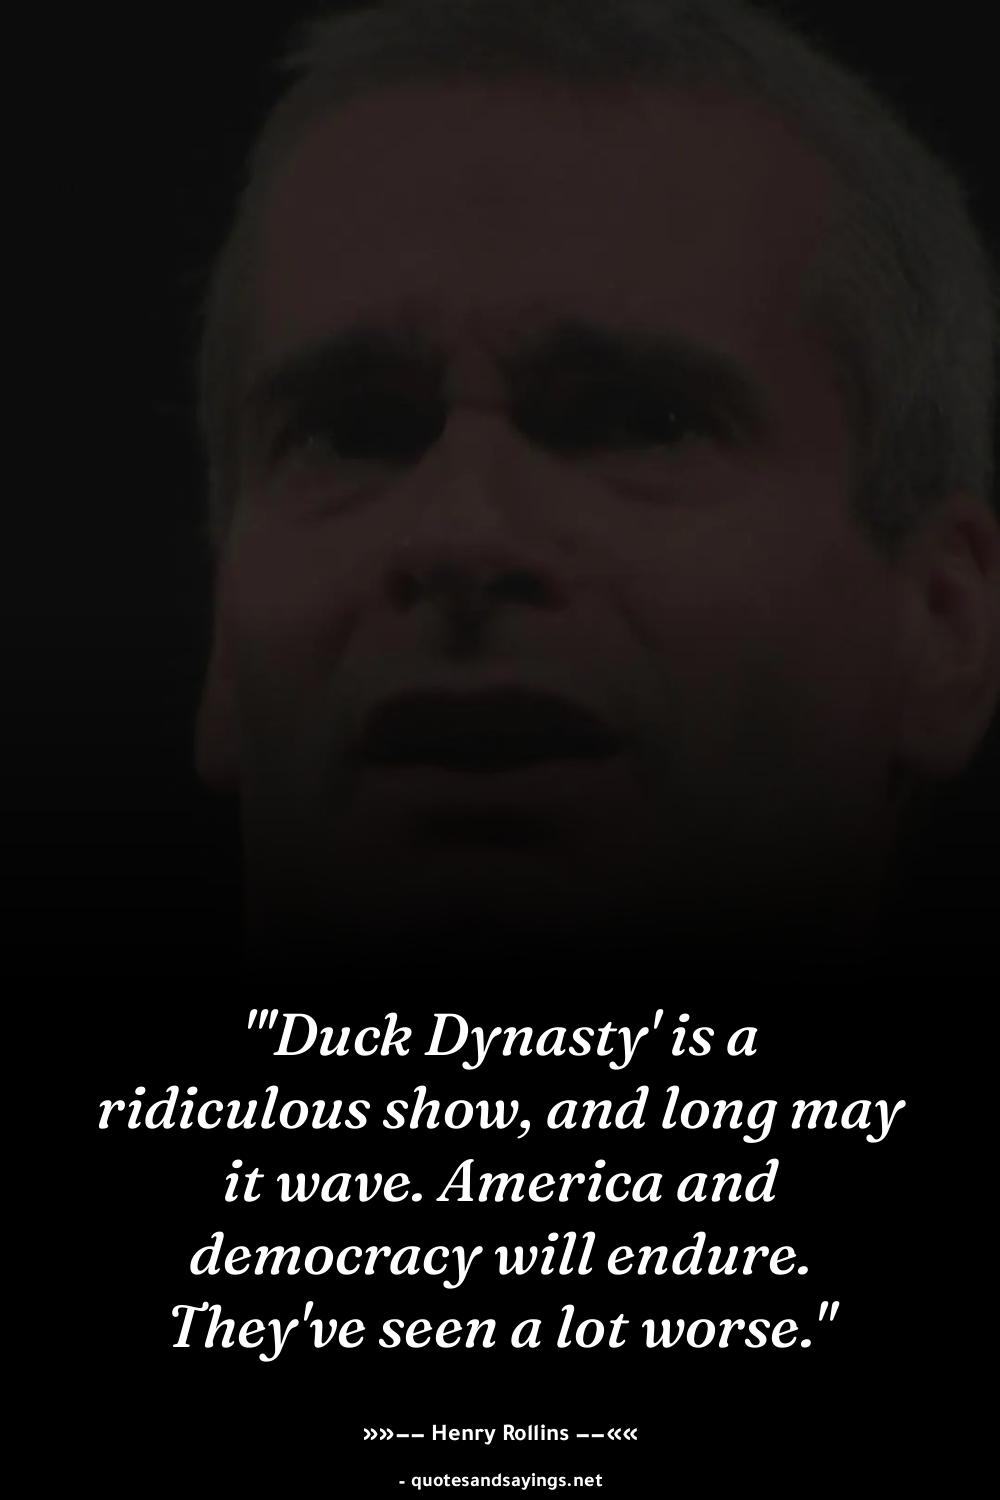 "'Duck Dynasty' is a
ridiculous show, and long may
it wave. America and
democracy will endure.
They've seen a lot worse."
»»−− Henry Rollins −−««
- quotesandsayings.net